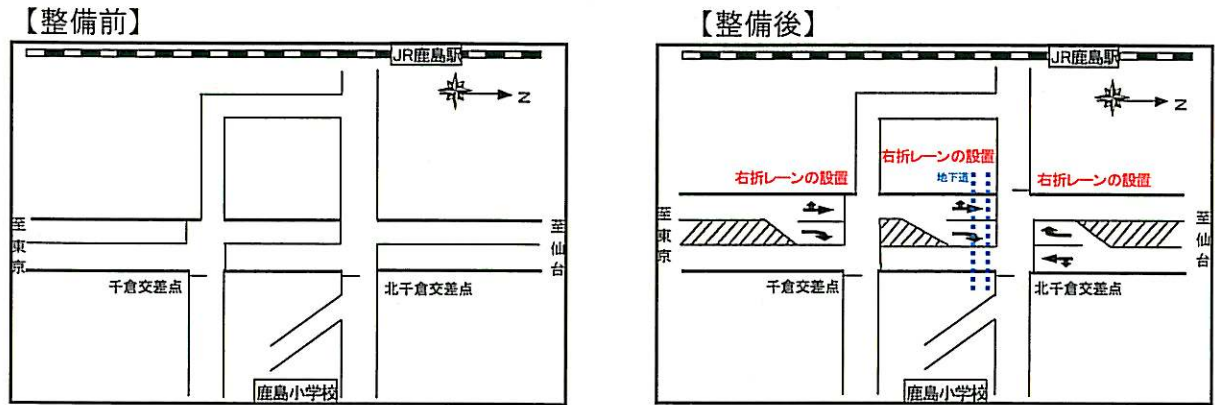 【整備前】
JR鹿島駅
N
至東京
至仙台
千倉交差点
北千倉交差点
鹿島小学校
【整備後】
JR鹿島駅
N
右折レーンの設置
右折レーンの設置
地下道
右折レーンの設置
至東京
至仙台
千倉交差点
北千倉交差点
鹿島小学校